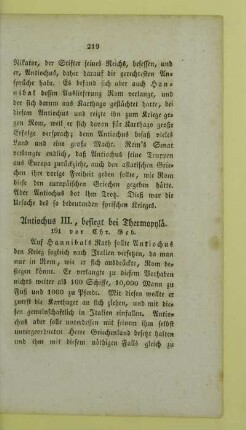 219
Nikator, der Stifter seines Reichs, besessen, und
er, Antiochus, daher darauf die gerechtesten An-
sprüche habe. Es befand sich aber auch Han-
nibal dessen Auslieferung Rom verlangt, und
der sich darum aus Karthago geflüchtet hatte, bei
diesem Antiochus und reizte ihn zum Kriege ge-
gen Rom, weil er sich davon für Karthago große
Erfolge versprach; denn Antiochus besaß vieles
Land und eine große Macht. Rom's Senat
verlangte endlich, daß Antiochus seine Truppen
aus Europa zurückziehe, auch den asiatischen Grie-
chen ihre vorige Freiheit geben sollte, wie Rom
diese den europäischen Griechen gegeben hätte.
Aber Antiochus bot ihm Trotz. Dieß war die
Ursache des so bedeutenden syrischen Krieges.
Antiochus III., besiegt bei Thermopylä.
191 vor Chr. Geb.
Auf Hannibals Rath sollte Antiochus
den Krieg sogleich nach Italien versetzen, da man
nur in Rom, wie er sich ausdrückte, Rom be-
siegen könne. Er verlangte zu diesem Vorhaben
nichts weiter als 100 Schiffe, 10,000 Mann zu
Fuß und 1000 zu Pferde. Mit diesen wollte er
zuerst die Karthager an sich ziehen, und mit die-
sen gemeinschaftlich in Italien einfallen. Antio-
chus aber sollte unterdessen mit seinem ihm selbst
untergeordneten Heere Griechenland besetzt halten
und ihm mit diesem nöthigen Falls gleich zu